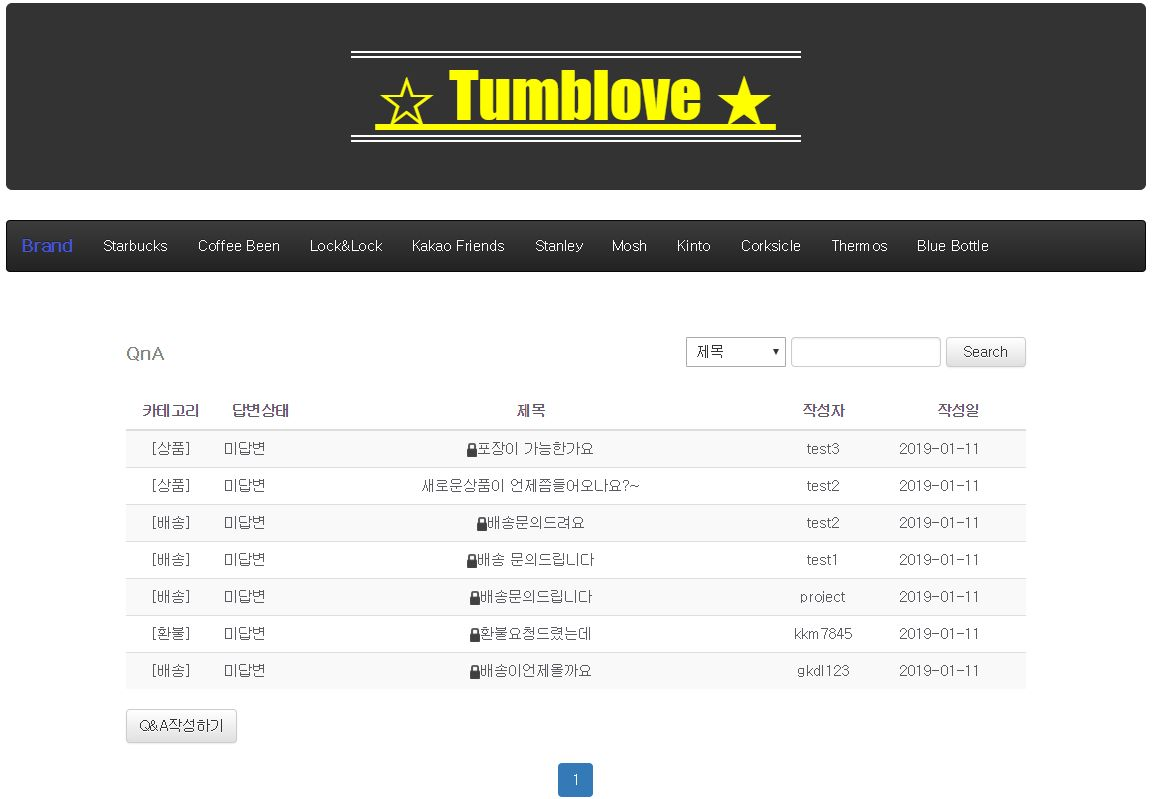 ☆ Tumblove ★
Brand Starbucks Coffee Been Lock&Lock Kakao Friends Stanley Mosh Kinto Corksicle Thermos Blue Bottle
QnA 제목 Search
카테고리 답변상태 제목 작성자 작성일
[상품] 미답변 포장이 가능한가요 test3 2019-01-11
[상품] 미답변 새로운상품이 언제쯤들어오나요?~ test2 2019-01-11
[배송] 미답변 배송문의드려요 test2 2019-01-11
[배송] 미답변 배송 문의드립니다 test1 2019-01-11
[배송] 미답변 배송문의드립니다 project 2019-01-11
[환불] 미답변 환불요청드렸는데 kkm7845 2019-01-11
[배송] 미답변 배송이언제올까요 gkdl123 2019-01-11
Q&A작성하기
1